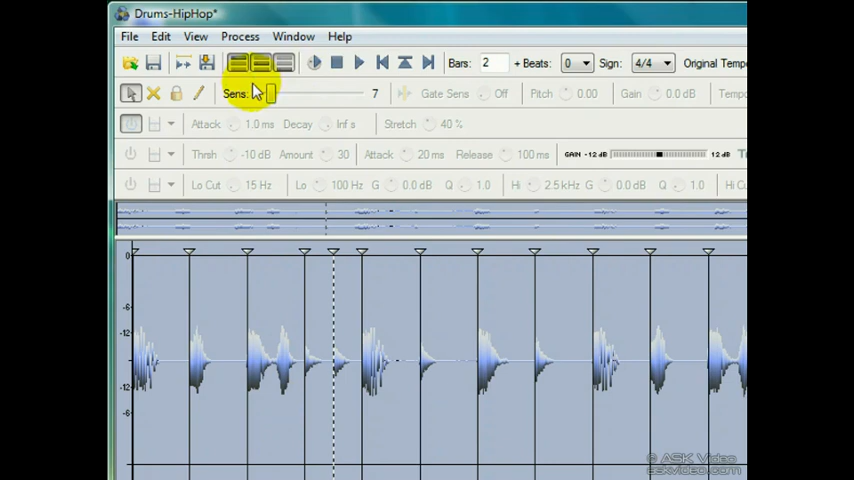 Drums-HipHop*
File Edit View Process Window Help
Bars: 2 + Beats: 0 Sign: 4/4 Original Tempo
Sens: 7 Gate Sens Off Pitch 0.00 Gain 0.0 dB Tempo
Attack 1.0 ms Decay Inf s Stretch 40 %
Thrsh -10 dB Amount 30 Attack 20 ms Release 100 ms GAIN -12 dB 12 dB
Lo Cut 15 Hz Lo 100 Hz G 0.0 dB Q 1.0 Hi 2.5 kHz G 0.0 dB Q 1.0 Hi Cu
0
-6
-12
-12
-6
© ASK Video
askvideo.com